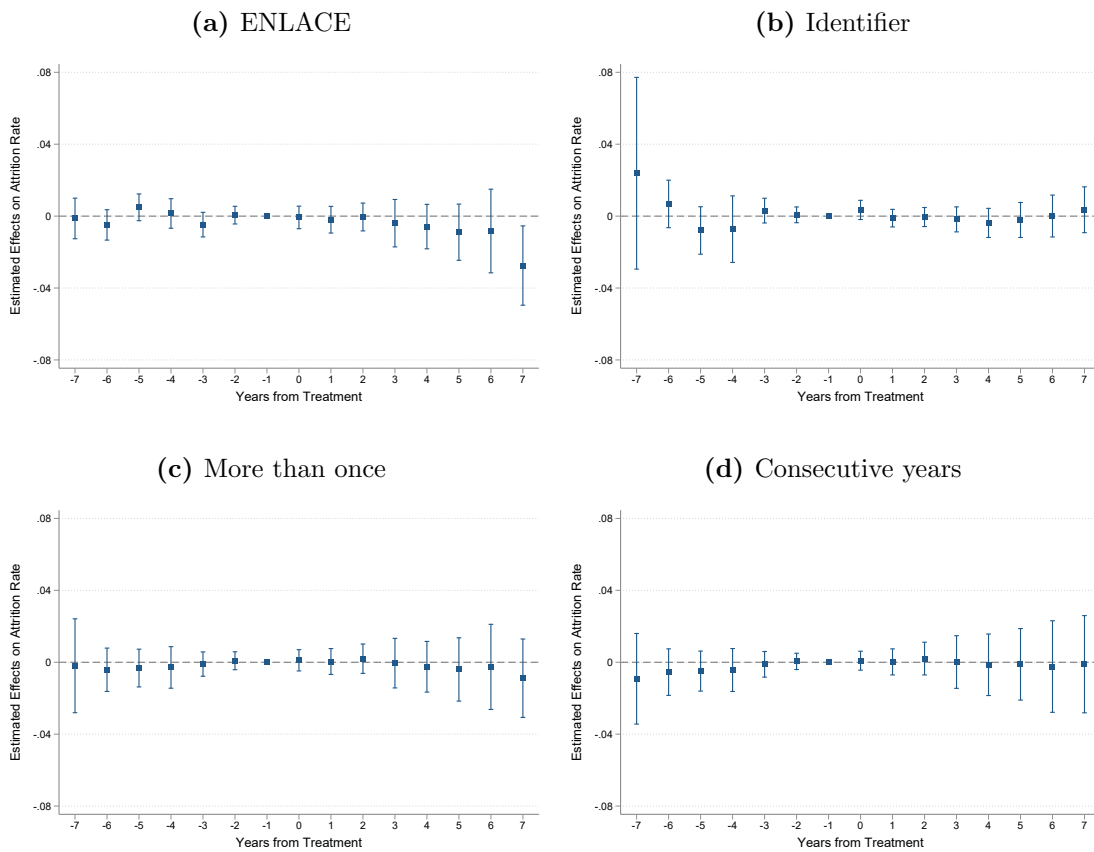 (a) ENLACE
Estimated Effects on Attrition Rate
.08
.04
0
-.04
-.08
-7 -6 -5 -4 -3 -2 -1 0 1 2 3 4 5 6 7
Years from Treatment
(b) Identifier
Estimated Effects on Attrition Rate
.08
.04
0
-.04
-.08
-7 -6 -5 -4 -3 -2 -1 0 1 2 3 4 5 6 7
Years from Treatment
(c) More than once
Estimated Effects on Attrition Rate
.08
.04
0
-.04
-.08
-7 -6 -5 -4 -3 -2 -1 0 1 2 3 4 5 6 7
Years from Treatment
(d) Consecutive years
Estimated Effects on Attrition Rate
.08
.04
0
-.04
-.08
-7 -6 -5 -4 -3 -2 -1 0 1 2 3 4 5 6 7
Years from Treatment